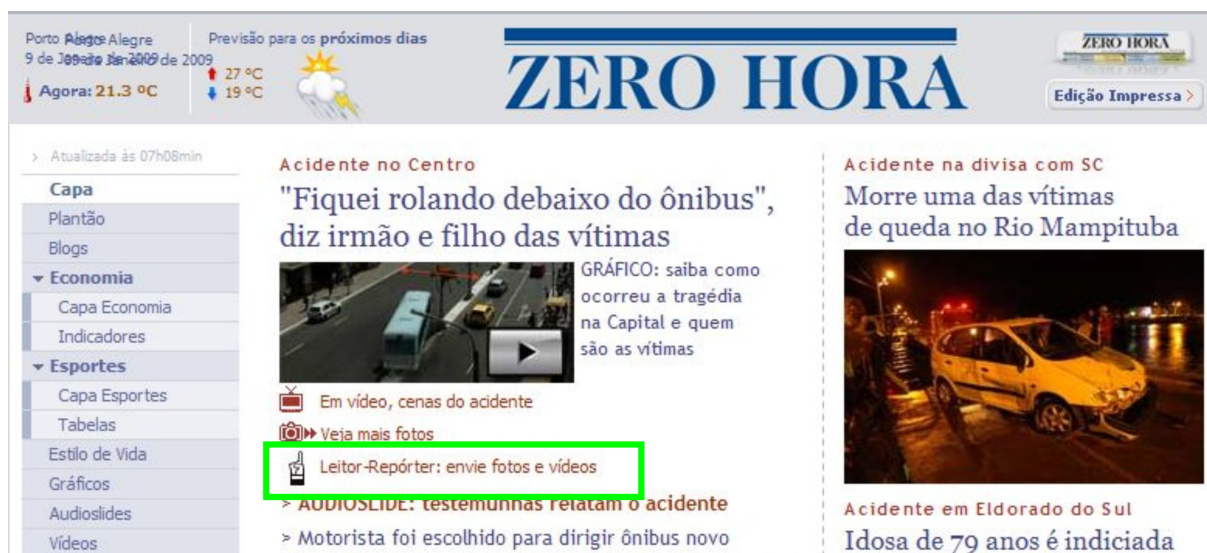 Porto Alegre
9 de Janeiro de 2009
Agora: 21.3 ºC
Previsão para os próximos dias
27 ºC
19 ºC
ZERO HORA
ZERO HORA
Edição Impressa >
> Atualizada às 07h08min
Capa
Plantão
Blogs
Economia
Capa Economia
Indicadores
Esportes
Capa Esportes
Tabelas
Estilo de Vida
Gráficos
Audioslides
Vídeos
Acidente no Centro
"Fiquei rolando debaixo do ônibus",
diz irmão e filho das vítimas
GRÁFICO: saiba como
ocorreu a tragédia
na Capital e quem
são as vítimas
Em vídeo, cenas do acidente
Veja mais fotos
Leitor-Repórter: envie fotos e vídeos
> AUDIOSLIDE: testemunhas relatam o acidente
> Motorista foi escolhido para dirigir ônibus novo
Acidente na divisa com SC
Morre uma das vítimas
de queda no Rio Mampituba
Acidente em Eldorado do Sul
Idosa de 79 anos é indiciada